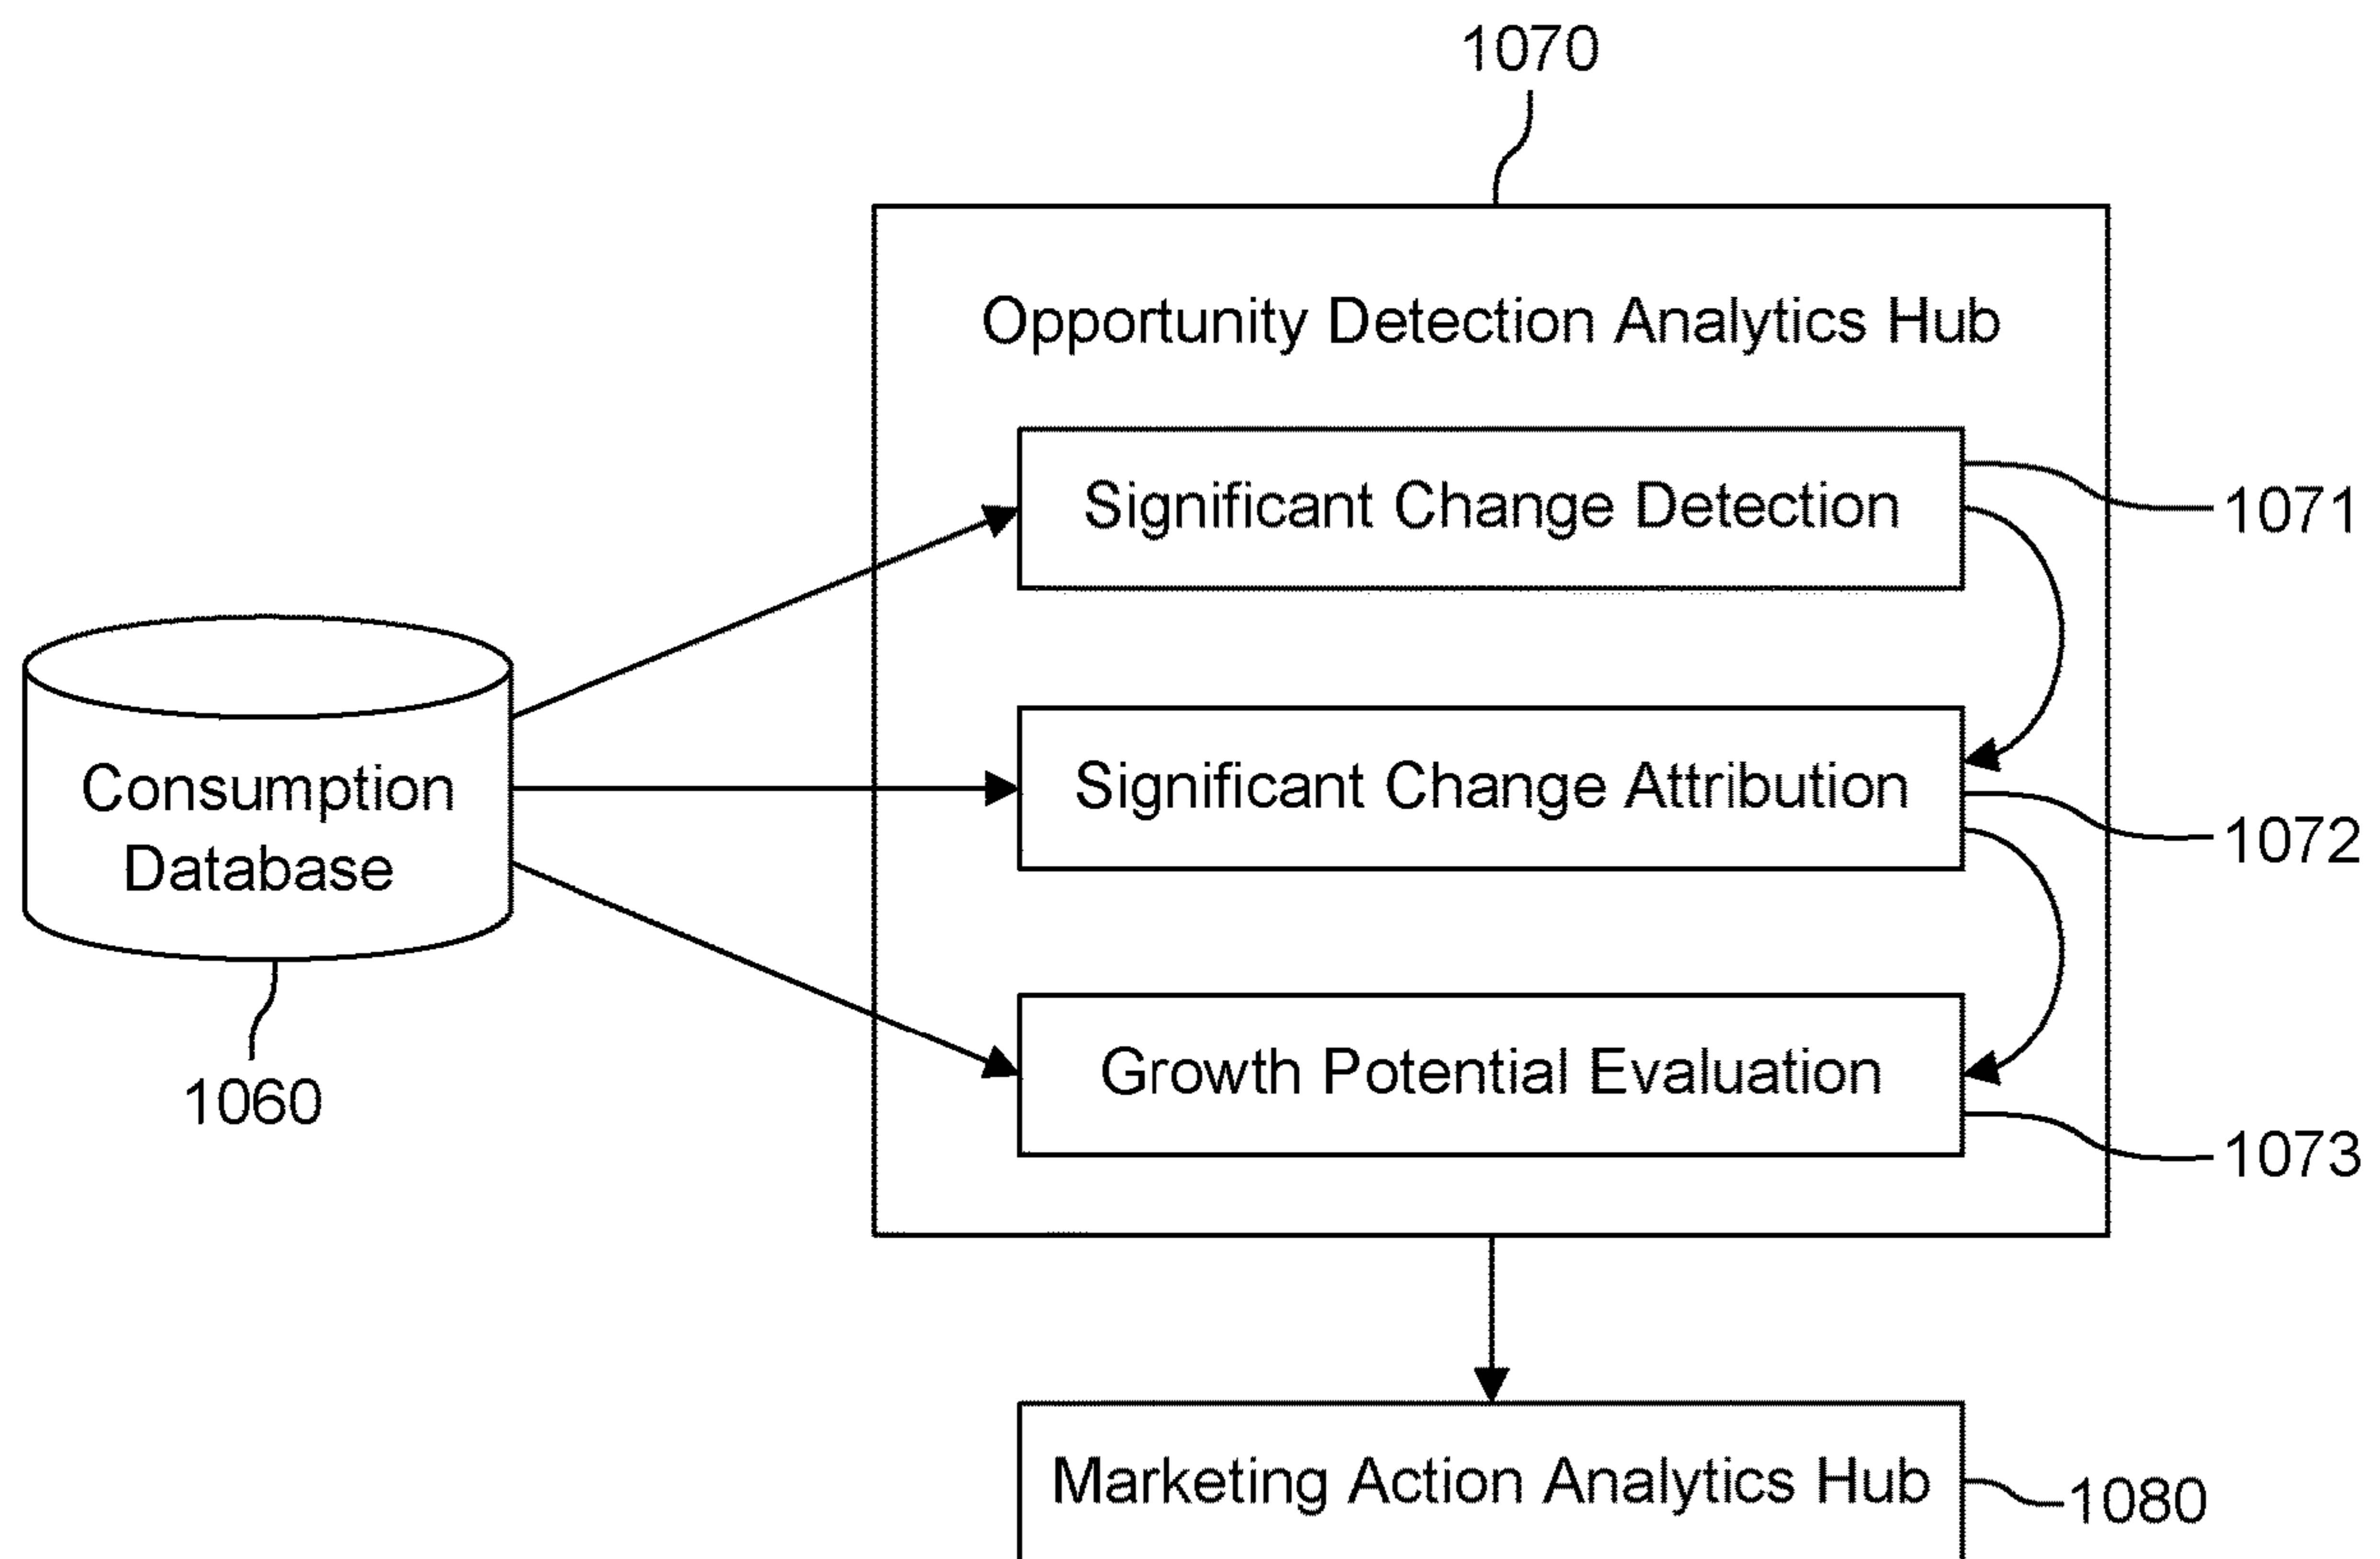 1070
Opportunity Detection Analytics Hub
Significant Change Detection
1071
Consumption
Database
Significant Change Attribution
1072
Growth Potential Evaluation
1060
1073
Marketing Action Analytics Hub
1080